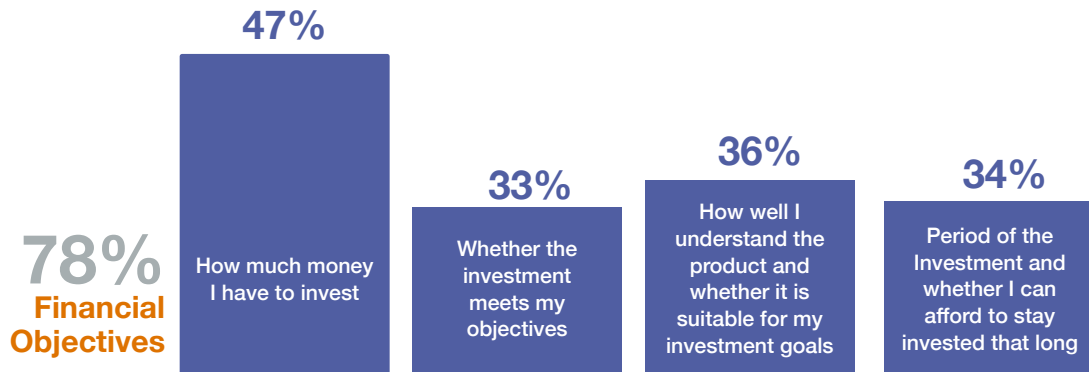 78%
Financial
Objectives
47%
How much money
I have to invest
33%
Whether the
investment
meets my
objectives
36%
How well I
understand the
product and
whether it is
suitable for my
investment goals
34%
Period of the
Investment and
whether I can
afford to stay
invested that long